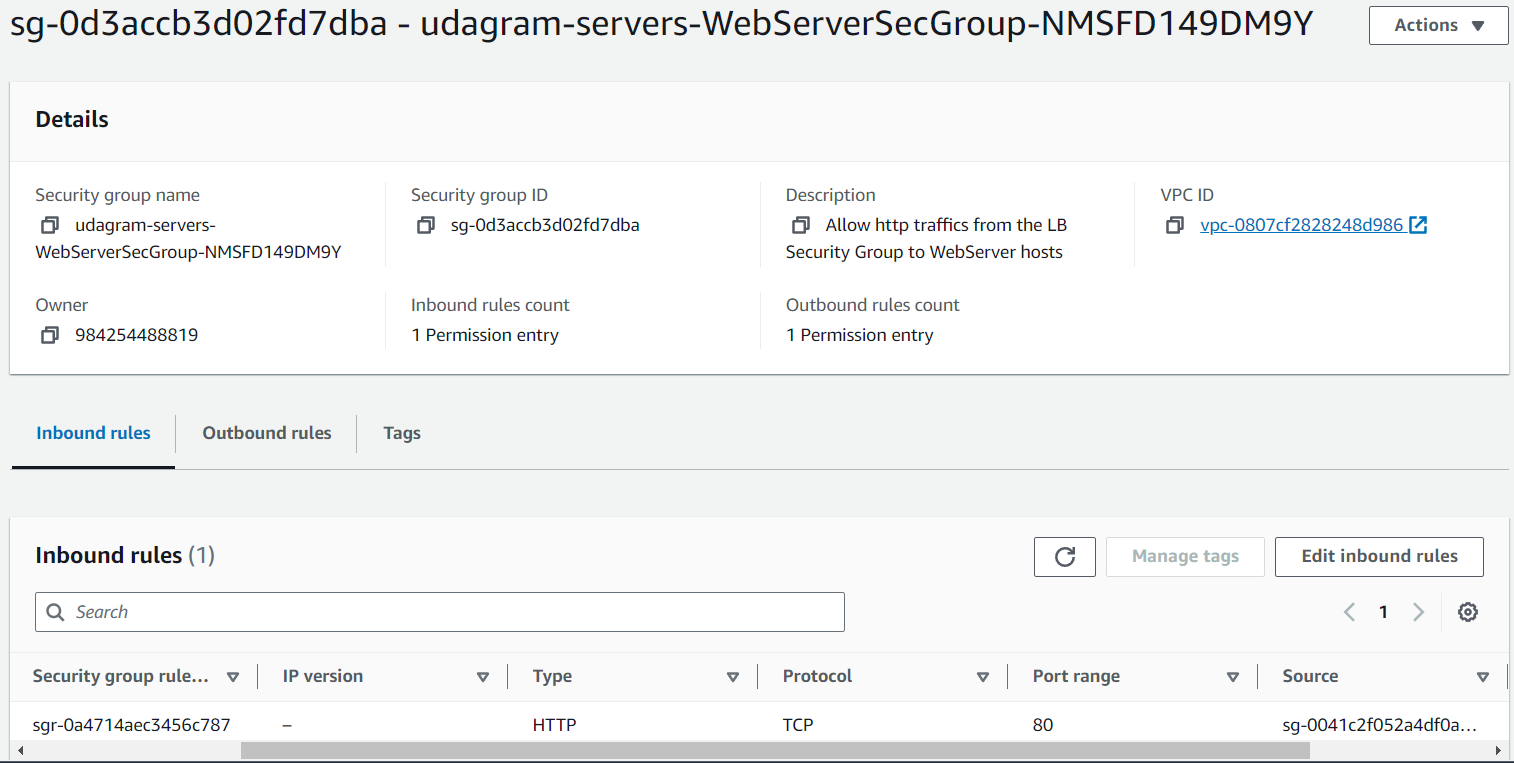 sg-0d3accb3d02fd7dba - udagram-servers-WebServerSecGroup-NMSFD149DM9Y
Actions
Details
Security group name
udagram-servers-
WebServerSecGroup-NMSFD149DM9Y
Security group ID
sg-0d3accb3d02fd7dba
Description
Allow http traffics from the LB
Security Group to WebServer hosts
VPC ID
vpc-0807cf2828248d986
Owner
984254488819
Inbound rules count
1 Permission entry
Outbound rules count
1 Permission entry
Inbound rules
Outbound rules
Tags
Inbound rules (1)
Manage tags
Edit inbound rules
Search
1
Security group rule... IP version Type Protocol Port range Source
sgr-0a4714aec3456c787 – HTTP TCP 80 sg-0041c2f052a4df0a...